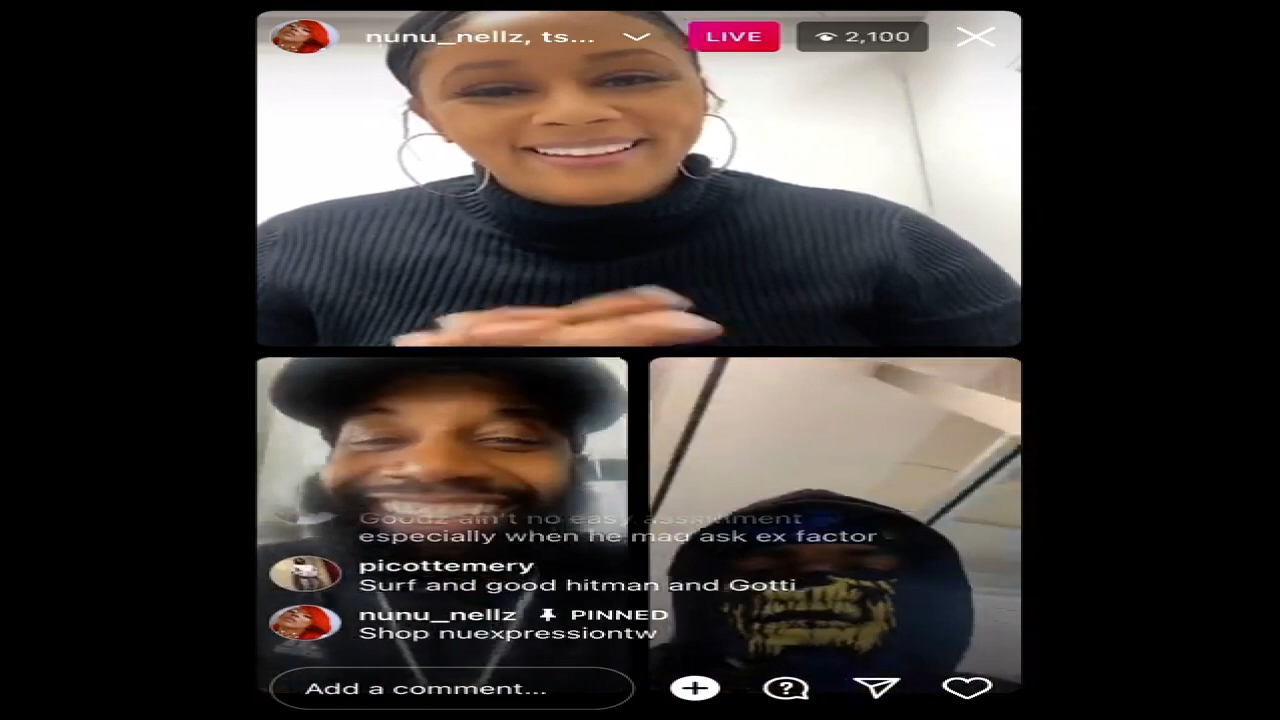 nunu_nellz, ts...
LIVE
2,100
Goodz ain't no easy assignment
especially when he mad ask ex factor
picottemery
Surf and good hitman and Gotti
nunu_nellz PINNED
Shop nuexpressiontw
Add a comment...